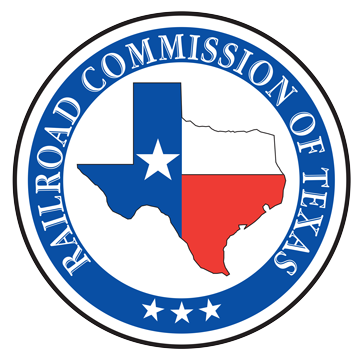 RAILROAD COMMISSION OF TEXAS